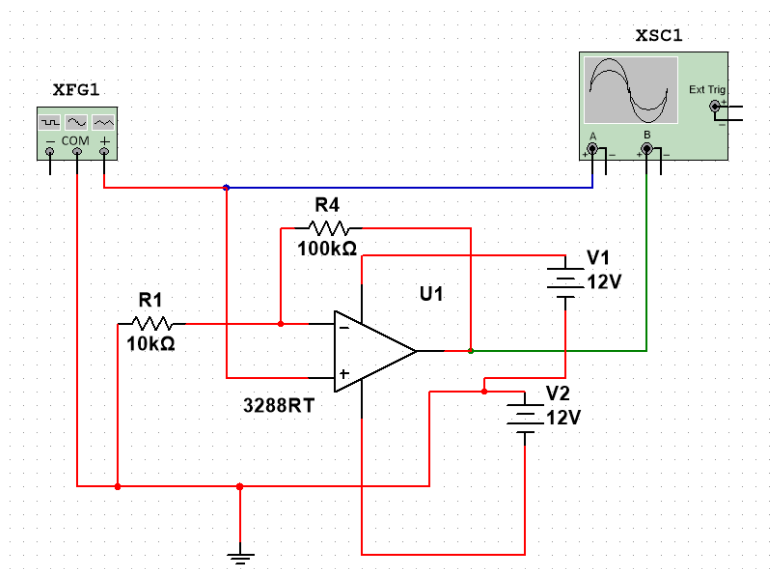 XSC1
XFG1
Ext Trig
+
−
A
B
+ − + −
− COM +
R4
100kΩ
V1
12V
U1
R1
10kΩ
−
+
3288RT
V2
12V